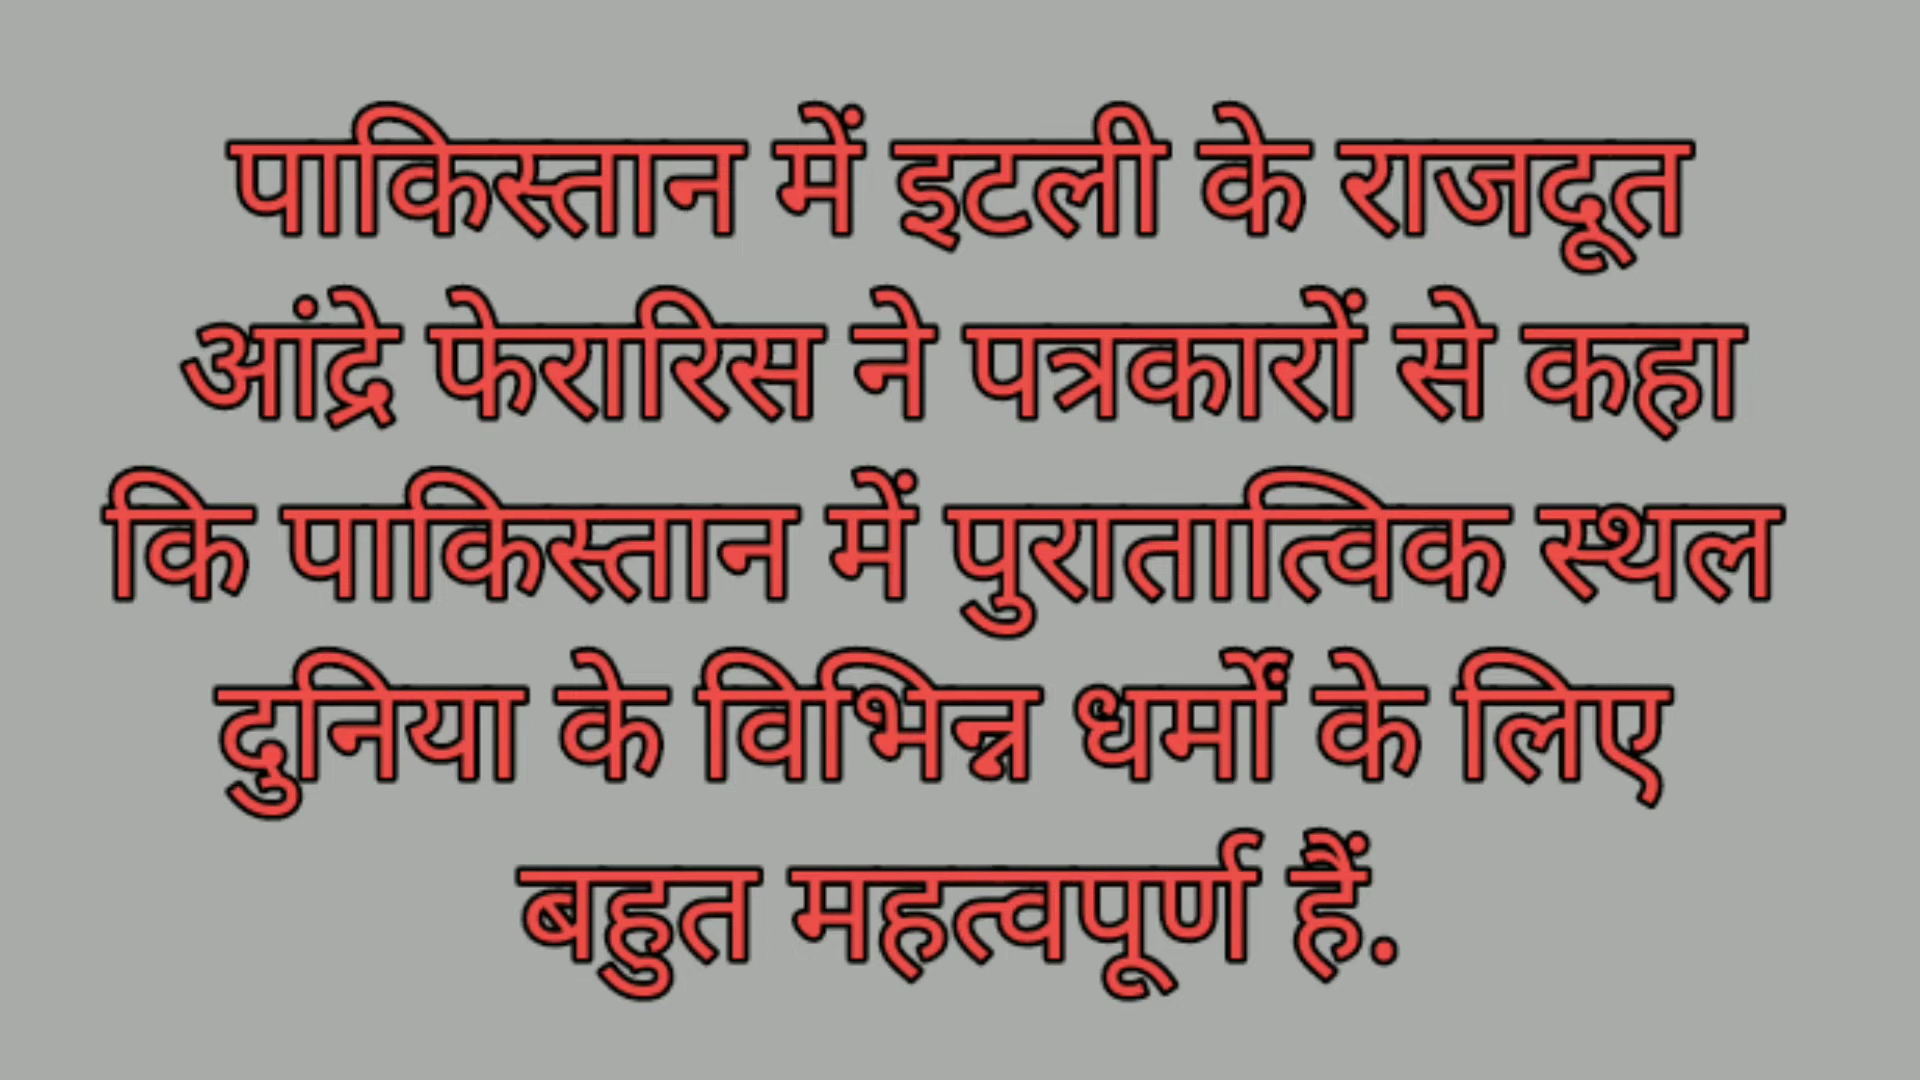 पाकिस्तान में इटली के राजदूत
आंद्रे फेरारिस ने पत्रकारों से कहा
कि पाकिस्तान में पुरातात्विक स्थल
दुनिया के विभिन्न धर्मों के लिए
बहुत महत्वपूर्ण हैं.